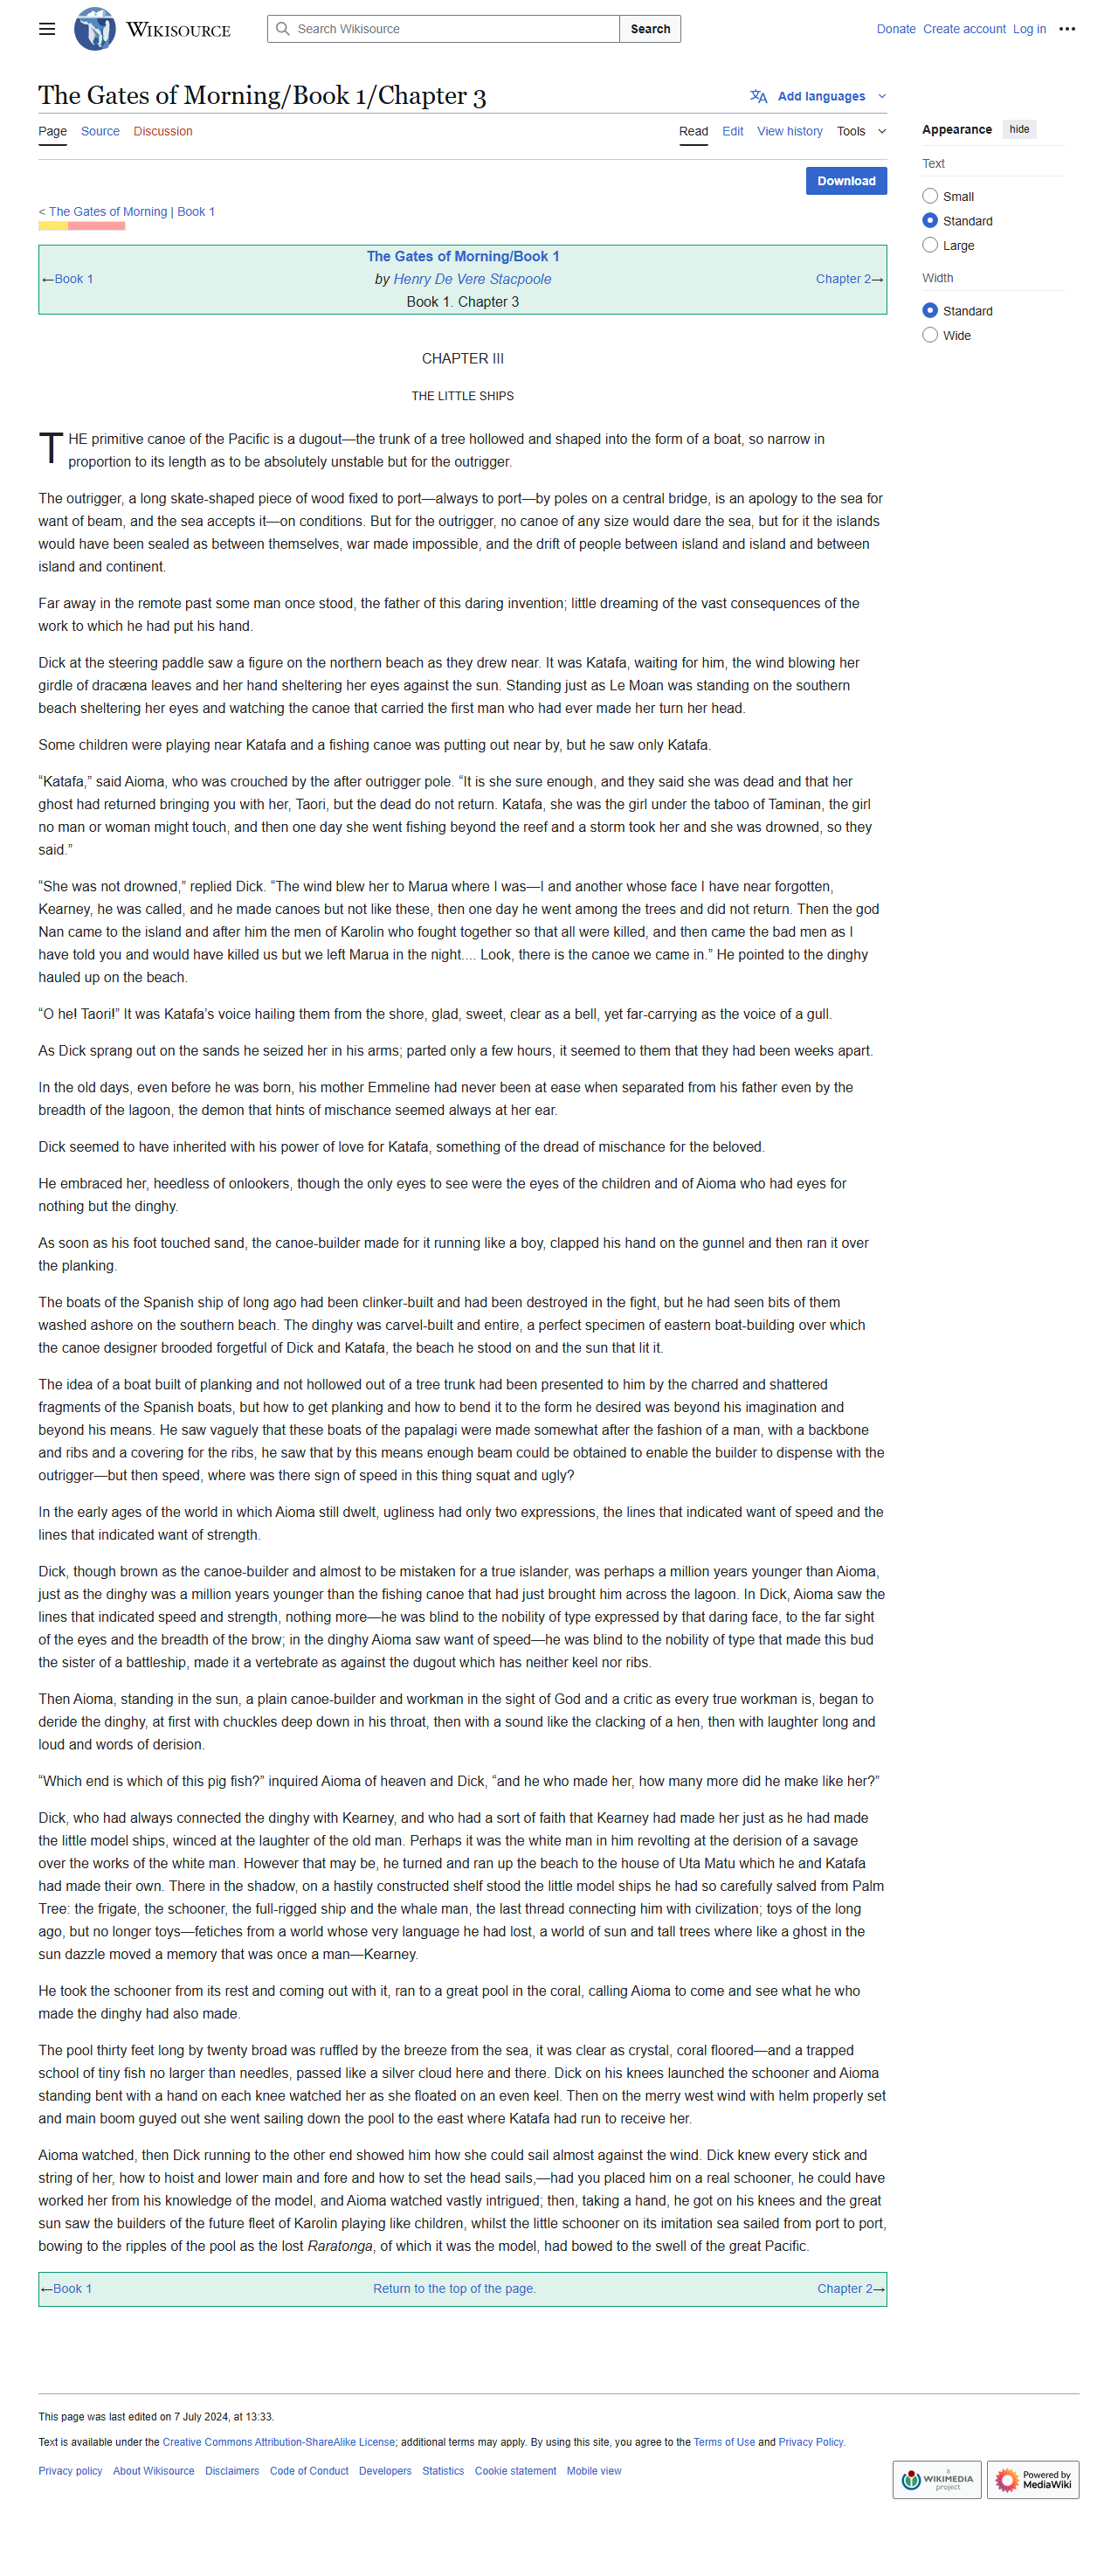 WIKISOURCE
Search Wikisource
Search
Donate Create account Log in
The Gates of Morning/Book 1/Chapter 3
Add languages
Page Source Discussion
Read Edit View history Tools
Download
< The Gates of Morning | Book 1
The Gates of Morning/Book 1
←Book 1
by Henry De Vere Stacpoole
Chapter 2→
Book 1. Chapter 3
Appearance hide
Text
Small
Standard
Large
Width
Standard
Wide
CHAPTER III
THE LITTLE SHIPS
THE primitive canoe of the Pacific is a dugout—the trunk of a tree hollowed and shaped into the form of a boat, so narrow in
proportion to its length as to be absolutely unstable but for the outrigger.
The outrigger, a long skate-shaped piece of wood fixed to port—always to port—by poles on a central bridge, is an apology to the sea for
want of beam, and the sea accepts it—on conditions. But for the outrigger, no canoe of any size would dare the sea, but for it the islands
would have been sealed as between themselves, war made impossible, and the drift of people between island and island and between
island and continent.
Far away in the remote past some man once stood, the father of this daring invention; little dreaming of the vast consequences of the
work to which he had put his hand.
Dick at the steering paddle saw a figure on the northern beach as they drew near. It was Katafa, waiting for him, the wind blowing her
girdle of dracæna leaves and her hand sheltering her eyes against the sun. Standing just as Le Moan was standing on the southern
beach sheltering her eyes and watching the canoe that carried the first man who had ever made her turn her head.
Some children were playing near Katafa and a fishing canoe was putting out near by, but he saw only Katafa.
“Katafa,” said Aioma, who was crouched by the after outrigger pole. “It is she sure enough, and they said she was dead and that her
ghost had returned bringing you with her, Taori, but the dead do not return. Katafa, she was the girl under the taboo of Taminan, the girl
no man or woman might touch, and then one day she went fishing beyond the reef and a storm took her and she was drowned, so they
said.”
“She was not drowned,” replied Dick. “The wind blew her to Marua where I was—I and another whose face I have near forgotten,
Kearney, he was called, and he made canoes but not like these, then one day he went among the trees and did not return. Then the god
Nan came to the island and after him the men of Karolin who fought together so that all were killed, and then came the bad men as I
have told you and would have killed us but we left Marua in the night.... Look, there is the canoe we came in.” He pointed to the dinghy
hauled up on the beach.
“O he! Taori!” It was Katafa’s voice hailing them from the shore, glad, sweet, clear as a bell, yet far-carrying as the voice of a gull.
As Dick sprang out on the sands he seized her in his arms; parted only a few hours, it seemed to them that they had been weeks apart.
In the old days, even before he was born, his mother Emmeline had never been at ease when separated from his father even by the
breadth of the lagoon, the demon that hints of mischance seemed always at her ear.
Dick seemed to have inherited with his power of love for Katafa, something of the dread of mischance for the beloved.
He embraced her, heedless of onlookers, though the only eyes to see were the eyes of the children and of Aioma who had eyes for
nothing but the dinghy.
As soon as his foot touched sand, the canoe-builder made for it running like a boy, clapped his hand on the gunnel and then ran it over
the planking.
The boats of the Spanish ship of long ago had been clinker-built and had been destroyed in the fight, but he had seen bits of them
washed ashore on the southern beach. The dinghy was carvel-built and entire, a perfect specimen of eastern boat-building over which
the canoe designer brooded forgetful of Dick and Katafa, the beach he stood on and the sun that lit it.
The idea of a boat built of planking and not hollowed out of a tree trunk had been presented to him by the charred and shattered
fragments of the Spanish boats, but how to get planking and how to bend it to the form he desired was beyond his imagination and
beyond his means. He saw vaguely that these boats of the papalagi were made somewhat after the fashion of a man, with a backbone
and ribs and a covering for the ribs, he saw that by this means enough beam could be obtained to enable the builder to dispense with the
outrigger—but then speed, where was there sign of speed in this thing squat and ugly?
In the early ages of the world in which Aioma still dwelt, ugliness had only two expressions, the lines that indicated want of speed and the
lines that indicated want of strength.
Dick, though brown as the canoe-builder and almost to be mistaken for a true islander, was perhaps a million years younger than Aioma,
just as the dinghy was a million years younger than the fishing canoe that had just brought him across the lagoon. In Dick, Aioma saw the
lines that indicated speed and strength, nothing more—he was blind to the nobility of type expressed by that daring face, to the far sight
of the eyes and the breadth of the brow; in the dinghy Aioma saw want of speed—he was blind to the nobility of type that made this bud
the sister of a battleship, made it a vertebrate as against the dugout which has neither keel nor ribs.
Then Aioma, standing in the sun, a plain canoe-builder and workman in the sight of God and a critic as every true workman is, began to
deride the dinghy, at first with chuckles deep down in his throat, then with a sound like the clacking of a hen, then with laughter long and
loud and words of derision.
“Which end is which of this pig fish?” inquired Aioma of heaven and Dick, “and he who made her, how many more did he make like her?”
Dick, who had always connected the dinghy with Kearney, and who had a sort of faith that Kearney had made her just as he had made
the little model ships, winced at the laughter of the old man. Perhaps it was the white man in him revolting at the derision of a savage
over the works of the white man. However that may be, he turned and ran up the beach to the house of Uta Matu which he and Katafa
had made their own. There in the shadow, on a hastily constructed shelf stood the little model ships he had so carefully salved from Palm
Tree: the frigate, the schooner, the full-rigged ship and the whale man, the last thread connecting him with civilization; toys of the long
ago, but no longer toys—fetiches from a world whose very language he had lost, a world of sun and tall trees where like a ghost in the
sun dazzle moved a memory that was once a man—Kearney.
He took the schooner from its rest and coming out with it, ran to a great pool in the coral, calling Aioma to come and see what he who
made the dinghy had also made.
The pool thirty feet long by twenty broad was ruffled by the breeze from the sea, it was clear as crystal, coral floored—and a trapped
school of tiny fish no larger than needles, passed like a silver cloud here and there. Dick on his knees launched the schooner and Aioma
standing bent with a hand on each knee watched her as she floated on an even keel. Then on the merry west wind with helm properly set
and main boom guyed out she went sailing down the pool to the east where Katafa had run to receive her.
Aioma watched, then Dick running to the other end showed him how she could sail almost against the wind. Dick knew every stick and
string of her, how to hoist and lower main and fore and how to set the head sails,—had you placed him on a real schooner, he could have
worked her from his knowledge of the model, and Aioma watched vastly intrigued; then, taking a hand, he got on his knees and the great
sun saw the builders of the future fleet of Karolin playing like children, whilst the little schooner on its imitation sea sailed from port to port,
bowing to the ripples of the pool as the lost Raratonga, of which it was the model, had bowed to the swell of the great Pacific.
←Book 1
Return to the top of the page.
Chapter 2→
This page was last edited on 7 July 2024, at 13:33.
Text is available under the Creative Commons Attribution-ShareAlike License; additional terms may apply. By using this site, you agree to the Terms of Use and Privacy Policy.
Privacy policy About Wikisource Disclaimers Code of Conduct Developers Statistics Cookie statement Mobile view
a
WIKIMEDIA
project
Powered by
MediaWiki